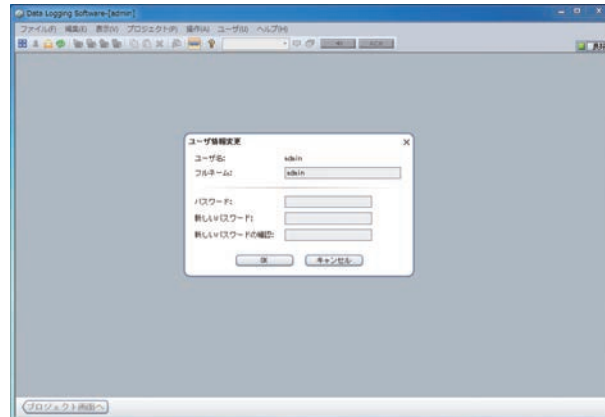 Data Logging Software-[admin]
ファイル(F) 編集(E) 表示(V) プロジェクト(P) 操作(A) ユーザ(U) ヘルプ(H)
ユーザ情報変更
ユーザ名: admin
フルネーム: admin
パスワード:
新しいパスワード:
新しいパスワードの確認:
OK キャンセル
プロジェクト画面へ